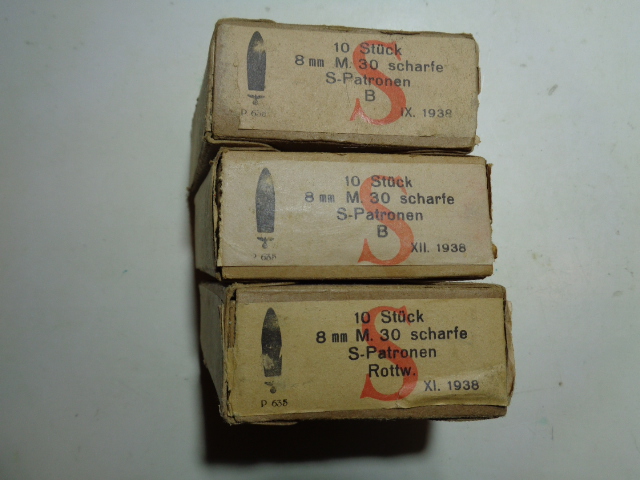 10 Stück
8 mm M. 30 scharfe
S-Patronen
B
S
P 635
IX. 1938
10 Stück
8 mm M. 30 scharfe
S-Patronen
B
S
P 635
XII. 1938
10 Stück
8 mm M. 30 scharfe
S-Patronen
Rottw.
S
P 635
XI. 1938